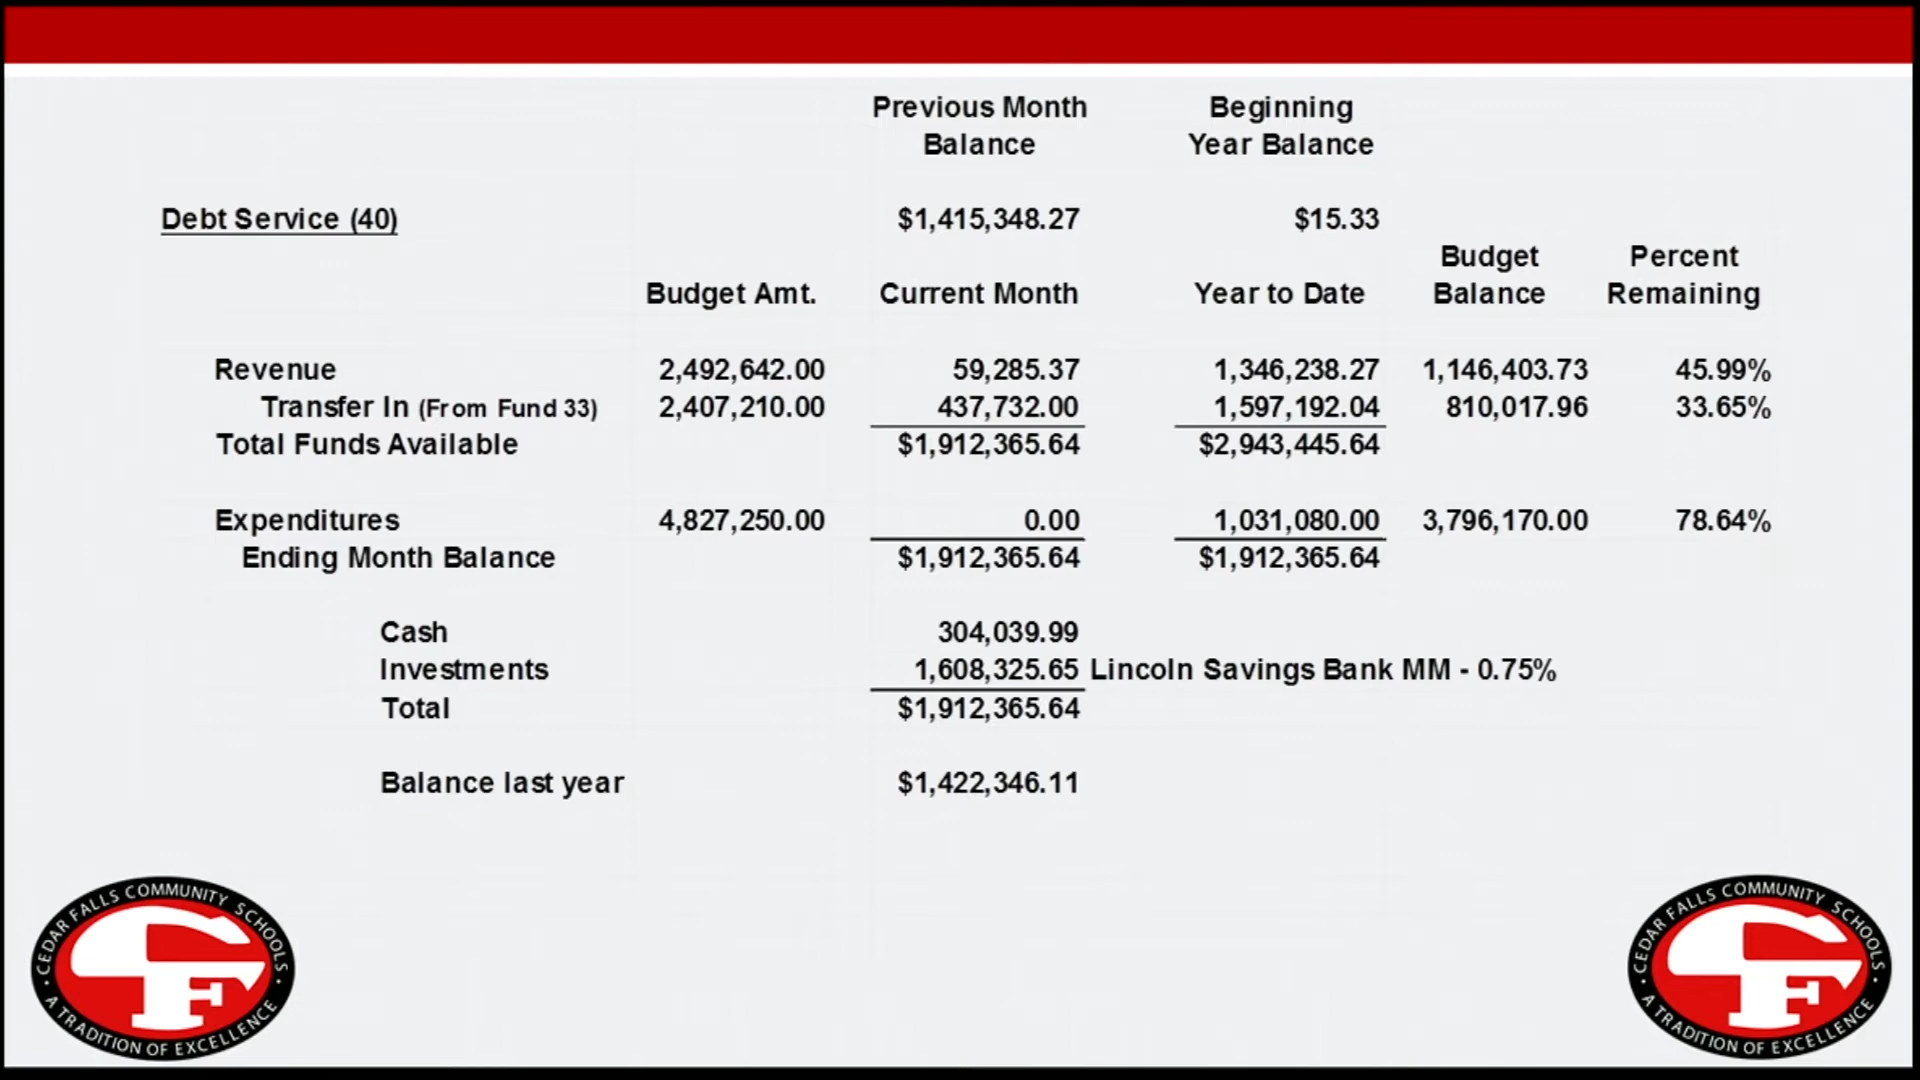 Previous Month Beginning
Balance Year Balance
Debt Service (40) $1,415,348.27 $15.33
Budget Percent
Budget Amt. Current Month Year to Date Balance Remaining
Revenue 2,492,642.00 59,285.37 1,346,238.27 1,146,403.73 45.99%
Transfer In (From Fund 33) 2,407,210.00 437,732.00 1,597,192.04 810,017.96 33.65%
Total Funds Available $1,912,365.64 $2,943,445.64
Expenditures 4,827,250.00 0.00 1,031,080.00 3,796,170.00 78.64%
Ending Month Balance $1,912,365.64 $1,912,365.64
Cash 304,039.99
Investments 1,608,325.65 Lincoln Savings Bank MM - 0.75%
Total $1,912,365.64
Balance last year $1,422,346.11
CEDAR FALLS COMMUNITY SCHOOLS
CF
• A TRADITION OF EXCELLENCE •
CEDAR FALLS COMMUNITY SCHOOLS
CF
• A TRADITION OF EXCELLENCE •